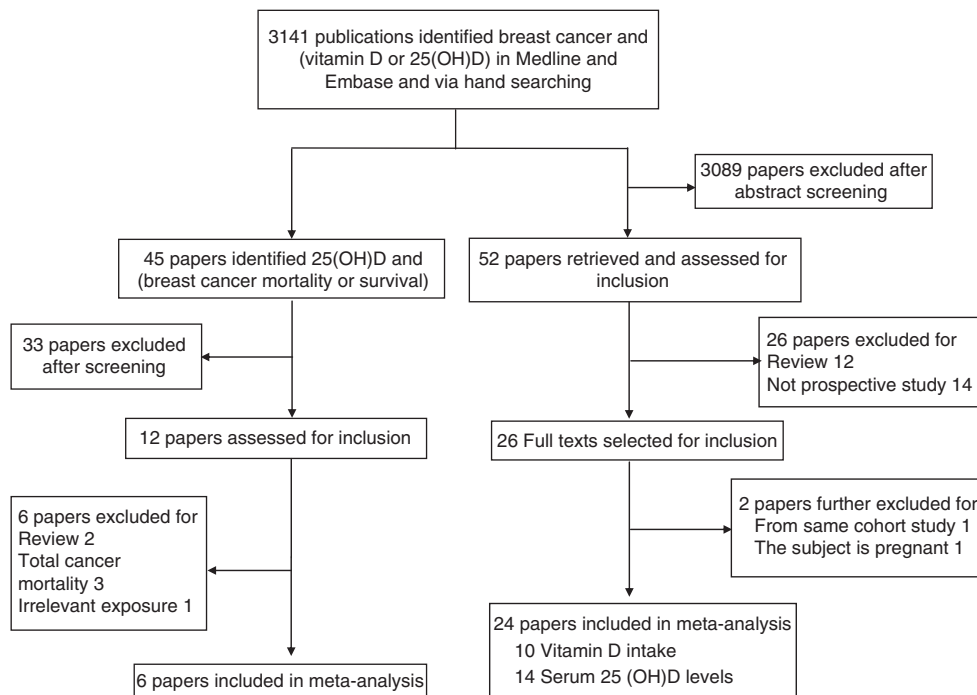 3141 publications identified breast cancer and
(vitamin D or 25(OH)D) in Medline and
Embase and via hand searching
3089 papers excluded after
abstract screening
45 papers identified 25(OH)D and
(breast cancer mortality or survival)
52 papers retrieved and assessed for
inclusion
33 papers excluded
after screening
26 papers excluded for
Review 12
Not prospective study 14
12 papers assessed for inclusion
26 Full texts selected for inclusion
6 papers excluded for
Review 2
Total cancer
mortality 3
Irrelevant exposure 1
2 papers further excluded for
From same cohort study 1
The subject is pregnant 1
24 papers included in meta-analysis
10 Vitamin D intake
14 Serum 25 (OH)D levels
6 papers included in meta-analysis